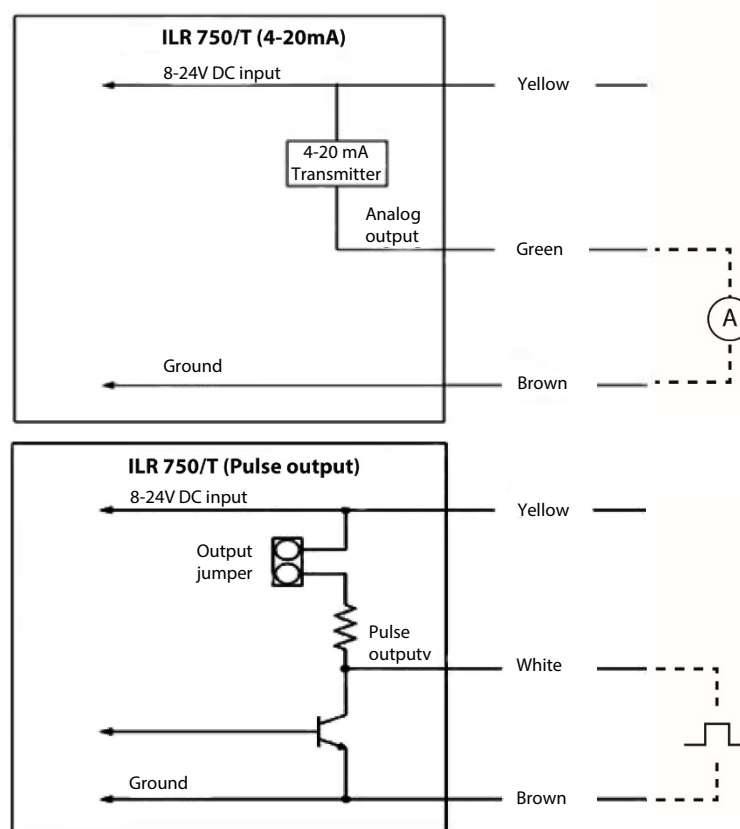 ILR 750/T (4-20mA)
8-24V DC input
Yellow
4-20 mA
Transmitter
Analog
output
Green
A
Ground
Brown
ILR 750/T (Pulse output)
8-24V DC input
Yellow
Output
jumper
Pulse
outputv
White
Ground
Brown